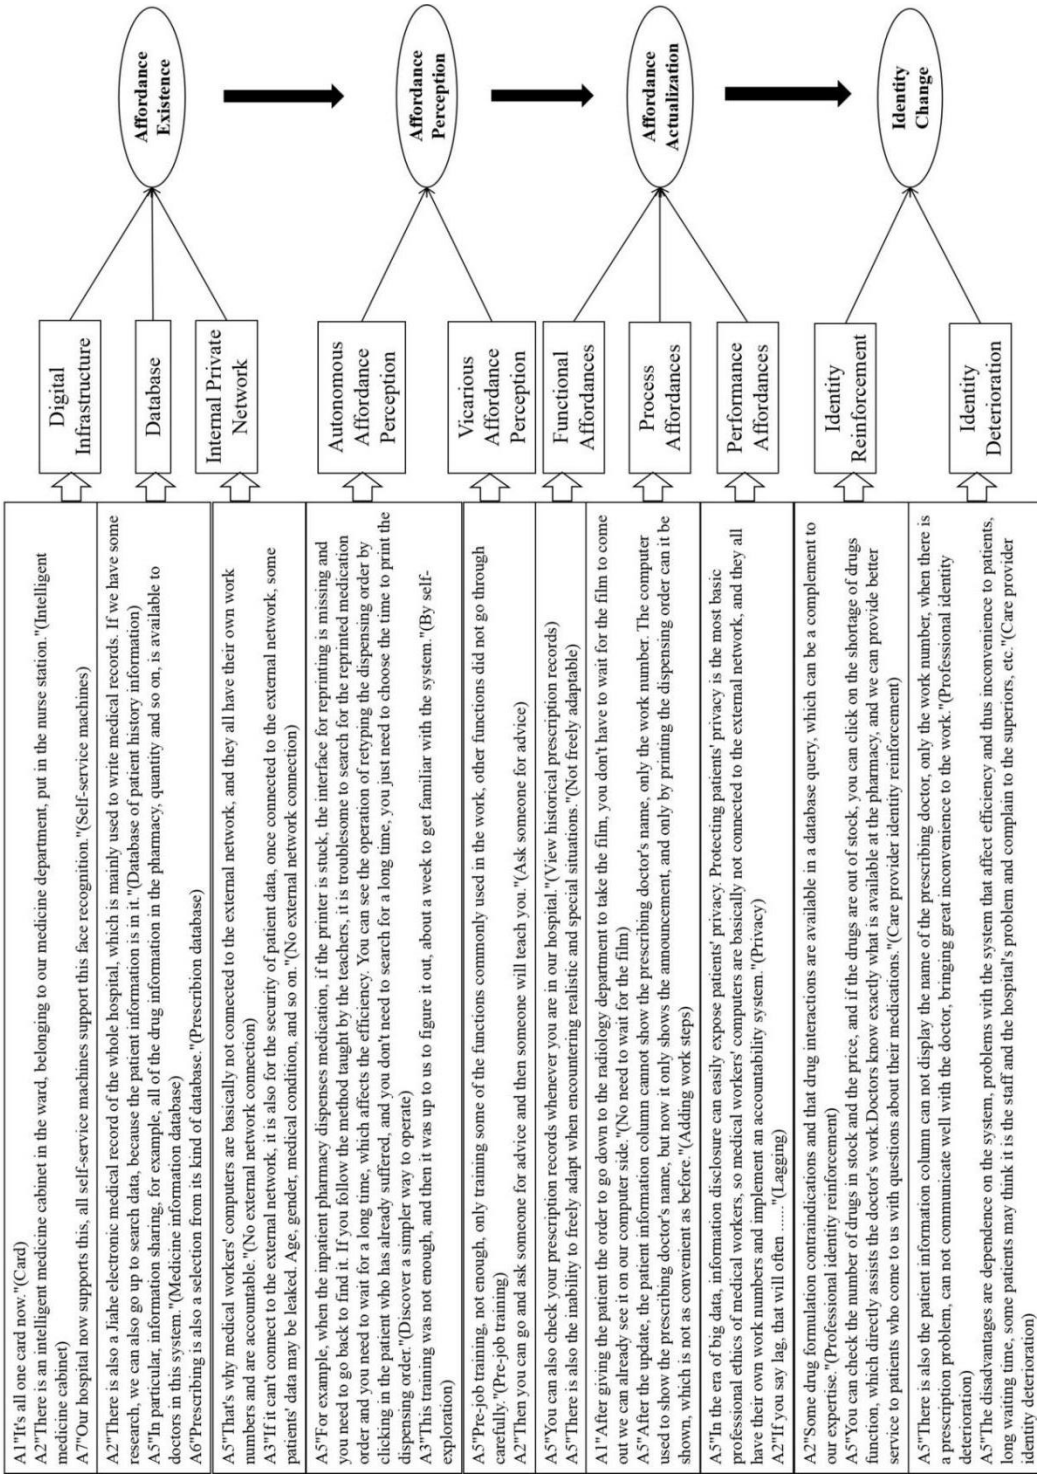 A1"It's all one card now."(Card)
A2"There is an intelligent medicine cabinet in the ward, belonging to our medicine department, put in the nurse station."(Intelligent
medicine cabinet)
A7"Our hospital now supports this, all self-service machines support this face recognition."(Self-service machines)
Digital
Infrastructure
A2"There is also a Jiahe electronic medical record of the whole hospital, which is mainly used to write medical records. If we have some
research, we can also go up to search data, because the patient information is in it."(Database of patient history information)
A5"In particular, information sharing, for example, all of the drug information in the pharmacy, quantity and so on, is available to
doctors in this system."(Medicine information database)
A6"Prescribing is also a selection from its kind of database."(Prescribion database)
Database
A5"That's why medical workers' computers are basically not connected to the external network, and they all have their own work
numbers and are accountable."(No external network connection)
A3"If it can't connect to the external network, it is also for the security of patient data, once connected to the external network, some
patients' data may be leaked. Age, gender, medical condition, and so on."(No external network connection)
Internal Private
Network
Affordance
Existence
A5"For example, when the inpatient pharmacy dispenses medication, if the printer is stuck, the interface for reprinting is missing and
you need to go back to find it. If you follow the method taught by the teachers, it is troublesome to search for the reprinted medication
order and you need to wait for a long time, which affects the efficiency. You can see the operation of retyping the dispensing order by
clicking in the patient who has already suffered, and you don't need to search for a long time, you just need to choose the time to print the
dispensing order."(Discover a simpler way to operate)
A3"This training was not enough, and then it was up to us to figure it out, about a week to get familiar with the system."(By self-
exploration)
Autonomous
Affordance
Perception
A5"Pre-job training, not enough, only training some of the functions commonly used in the work, other functions did not go through
carefully."(Pre-job training)
A2"Then you can go and ask someone for advice and then someone will teach you."(Ask someone for advice)
Vicarious
Affordance
Perception
Affordance
Perception
A5"You can also check your prescription records whenever you are in our hospital."(View historical prescription records)
A5"There is also the inability to freely adapt when encountering realistic and special situations."(Not freely adaptable)
Functional
Affordances
A1"After giving the patient the order to go down to the radiology department to take the film, you don't have to wait for the film to come
out we can already see it on our computer side."(No need to wait for the film)
A5"After the update, the patient information column cannot show the prescribing doctor's name, only the work number. The computer
used to show the prescribing doctor's name, but now it only shows the announcement, and only by printing the dispensing order can it be
shown, which is not as convenient as before."(Adding work steps)
Process
Affordances
A5"In the era of big data, information disclosure can easily expose patients' privacy. Protecting patients' privacy is the most basic
professional ethics of medical workers, so medical workers' computers are basically not connected to the external network, and they all
have their own work numbers and implement an accountability system."(Privacy)
A2"If you say lag, that will often ......."(Lagging)
Performance
Affordances
Affordance
Actualization
A2"Some drug formulation contraindications and that drug interactions are available in a database query, which can be a complement to
our expertise."(Professional identity reinforcement)
A5"You can check the number of drugs in stock and the price, and if the drugs are out of stock, you can click on the shortage of drugs
function, which directly assists the doctor's work.Doctors know exactly what is available at the pharmacy, and we can provide better
service to patients who come to us with questions about their medications."(Care provider identity reinforcement)
Identity
Reinforcement
A5"There is also the patient information column can not display the name of the prescribing doctor, only the work number, when there is
a prescription problem, can not communicate well with the doctor, bringing great inconvenience to the work."(Professional identity
deterioration)
A5"The disadvantages are dependence on the system, problems with the system that affect efficiency and thus inconvenience to patients,
long waiting time, some patients may think it is the staff and the hospital's problem and complain to the superiors, etc."(Care provider
identity deterioration)
Identity
Deterioration
Identity
Change